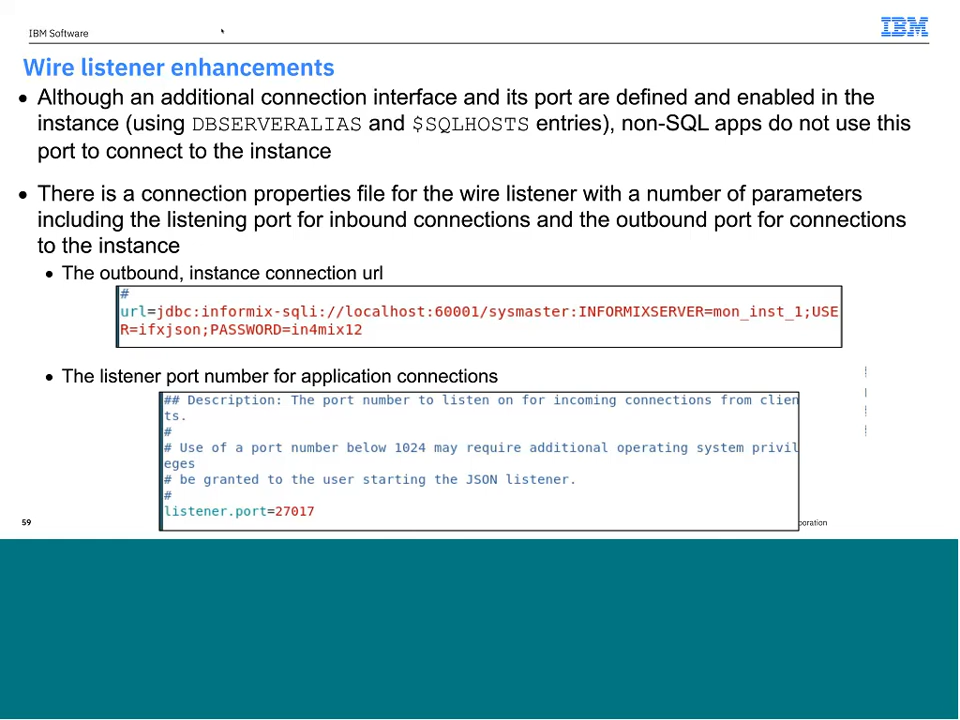 IBM Software
IBM
Wire listener enhancements
• Although an additional connection interface and its port are defined and enabled in the
instance (using DBSERVERALIAS and $SQLHOSTS entries), non-SQL apps do not use this
port to connect to the instance
• There is a connection properties file for the wire listener with a number of parameters
including the listening port for inbound connections and the outbound port for connections
to the instance
• The outbound, instance connection url
#
url=jdbc:informix-sqli://localhost:60001/sysmaster:INFORMIXSERVER=mon_inst_1;USE
R=ifxjson;PASSWORD=in4mix12
• The listener port number for application connections
## Description: The port number to listen on for incoming connections from clien
ts.
#
# Use of a port number below 1024 may require additional operating system privil
eges
# be granted to the user starting the JSON listener.
#
listener.port=27017
59
poration